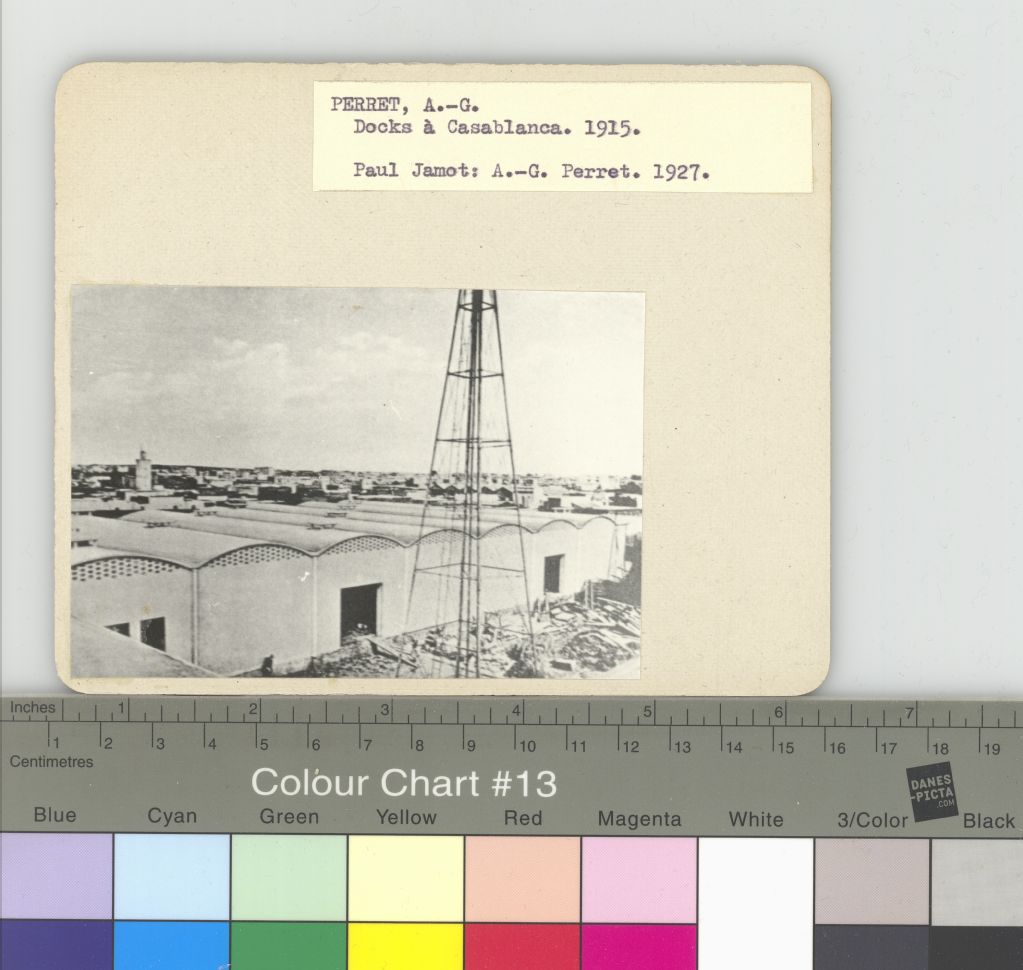 PERRET, A.-G.
Docks à Casablanca. 1915.
Paul Jamot: A.-G. Perret. 1927.
Inches 1 2 3 4 5 6 7
1 2 3 4 5 6 7 8 9 10 11 12 13 14 15 16 17 18 19
Centimetres
Colour Chart #13
DANES
-PICTA
.COM
Blue Cyan Green Yellow Red Magenta White 3/Color Black